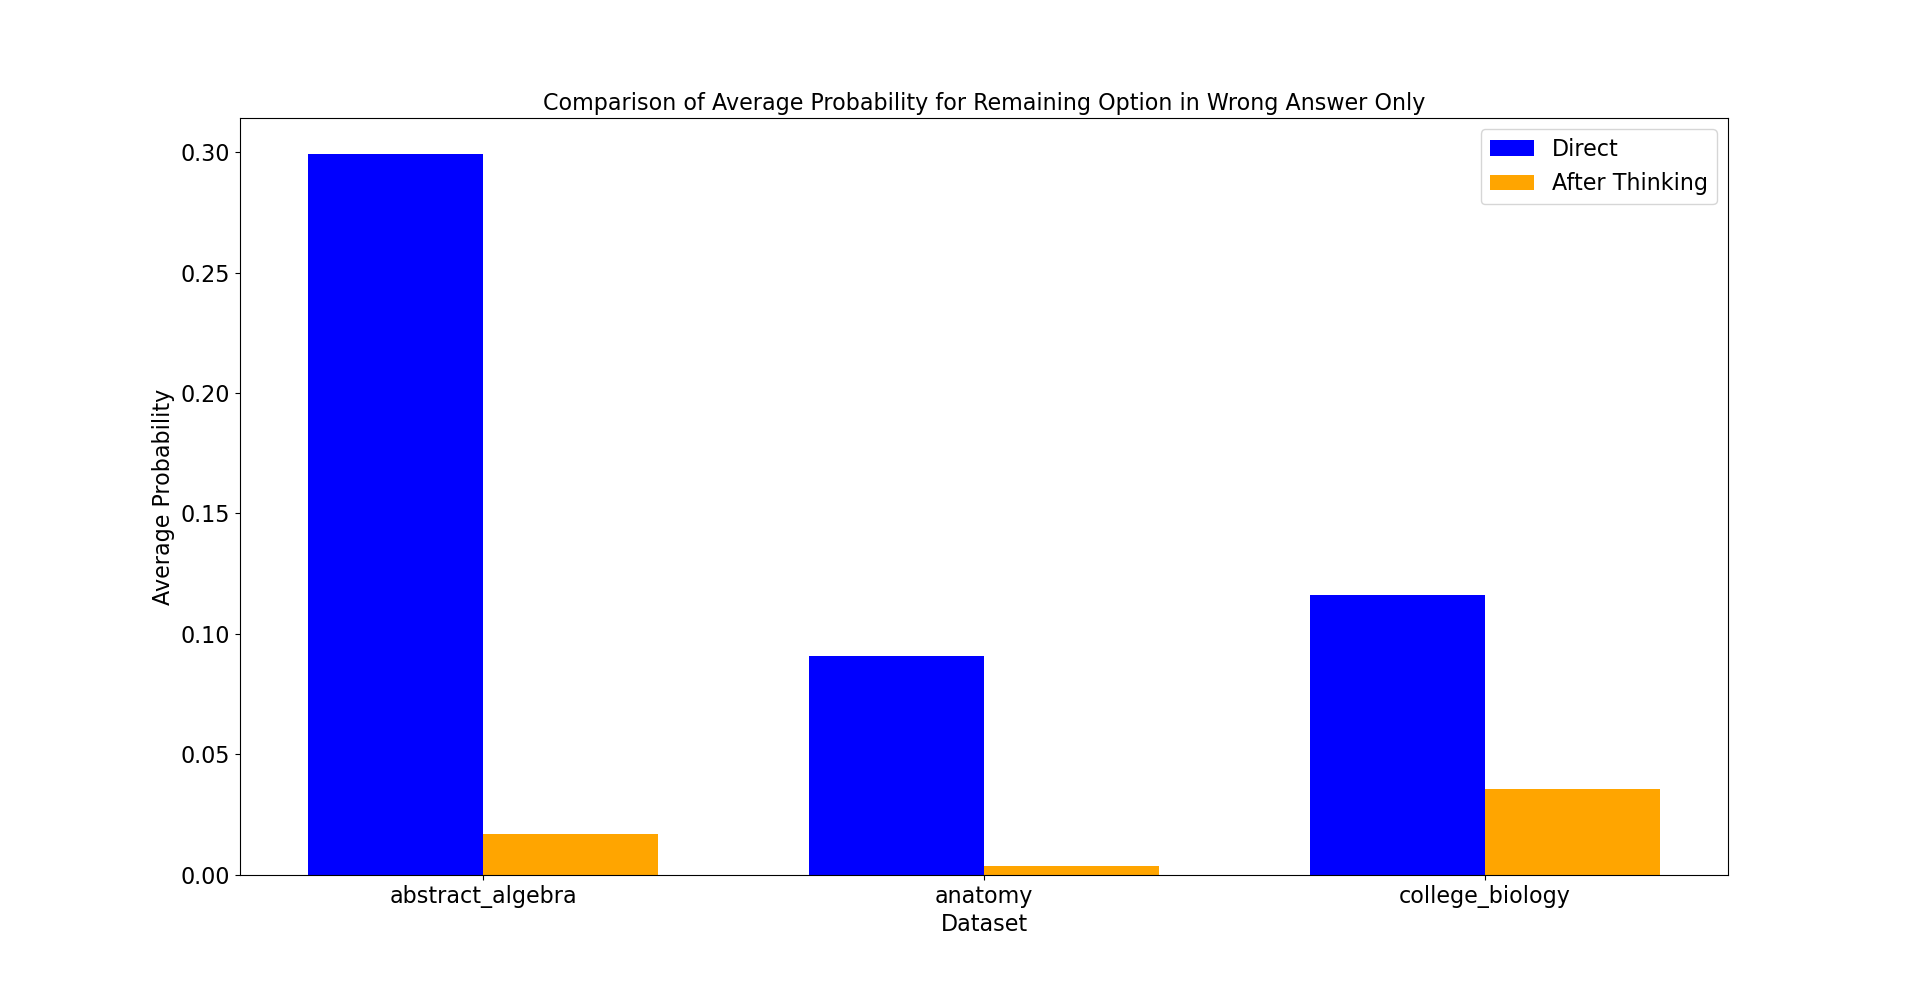 Comparison of Average Probability for Remaining Option in Wrong Answer Only
Direct
After Thinking
Average Probability
0.30
0.25
0.20
0.15
0.10
0.05
0.00
abstract_algebra
anatomy
college_biology
Dataset